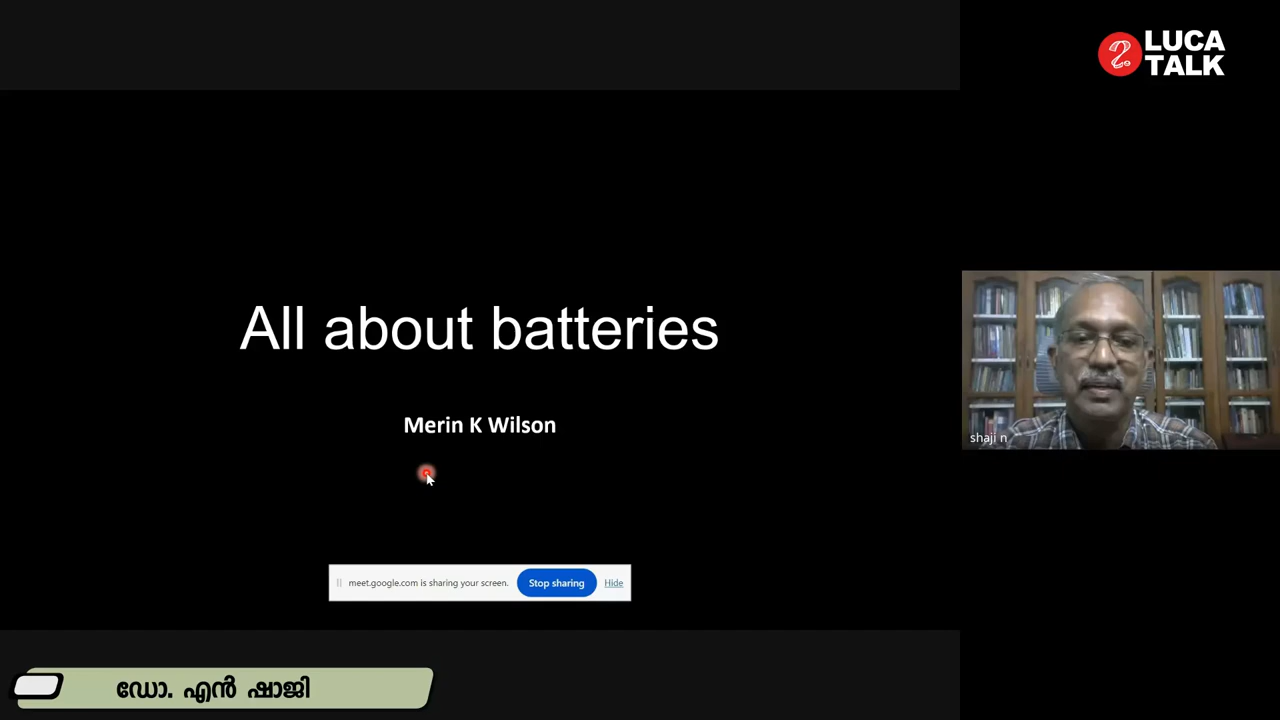 LUCA
TALK
All about batteries
Merin K Wilson
shaji n
meet.google.com is sharing your screen. Stop sharing Hide
ഡോ. എൻ ഷാജി